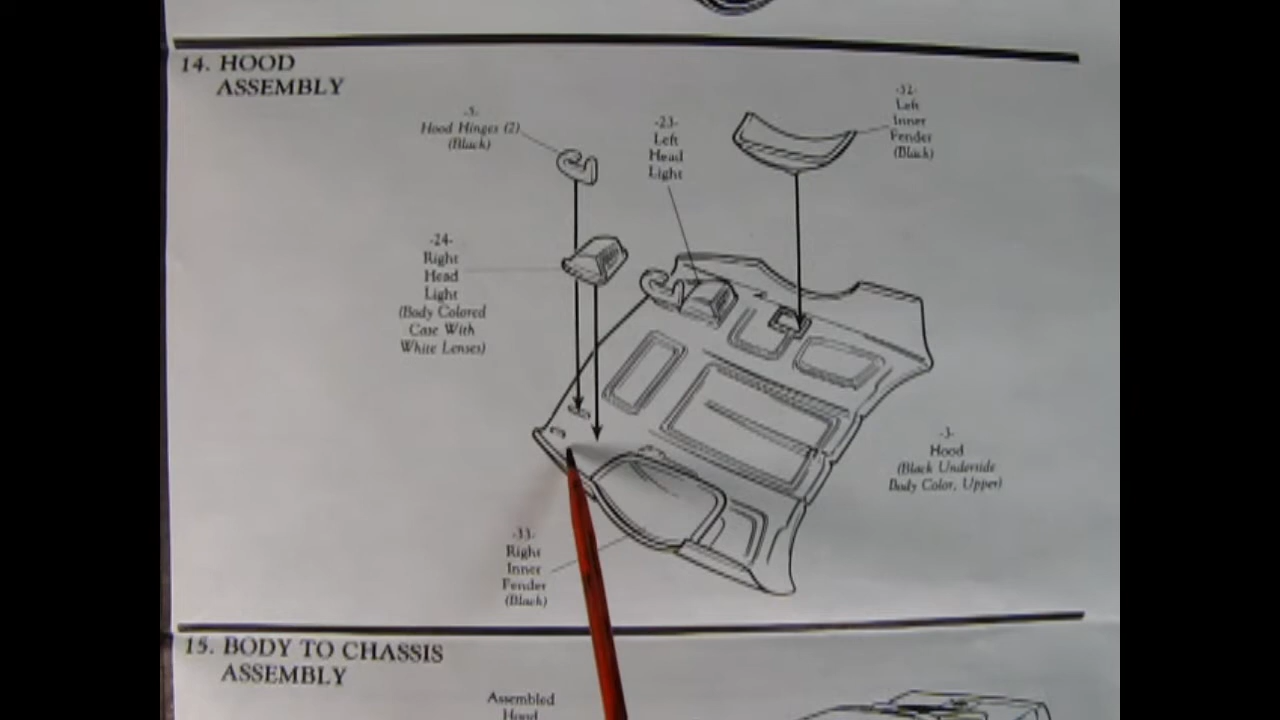 14. HOOD
ASSEMBLY
-5-
Hood Hinges (2)
(Black)
-23-
Left
Head
Light
-32-
Left
Inner
Fender
(Black)
-24-
Right
Head
Light
(Body Colored
Case With
White Lenses)
-3-
Hood
(Black Underside
Body Color, Upper)
-33-
Right
Inner
Fender
(Black)
15. BODY TO CHASSIS
ASSEMBLY
Assembled
Hood